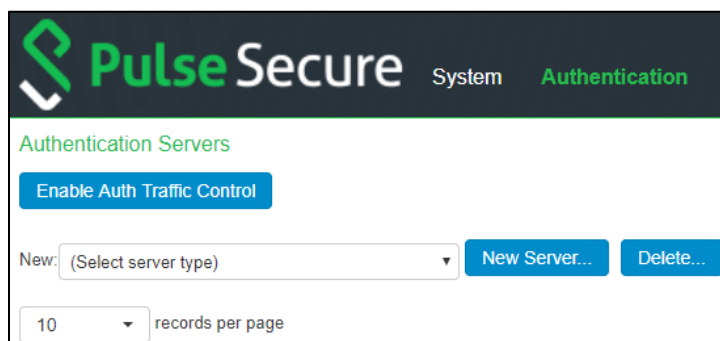 Pulse Secure System Authentication
Authentication Servers
Enable Auth Traffic Control
New: (Select server type) New Server... Delete...
10 records per page